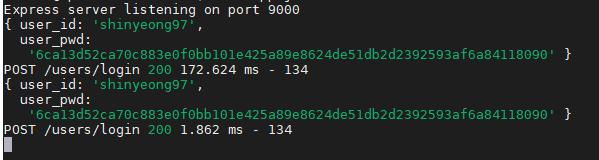 Express server listening on port 9000
{ user_id: 'shinyeong97',
user_pwd:
'6ca13d52ca70c883e0f0bb101e425a89e8624de51db2d2392593af6a84118090' }
POST /users/login 200 172.624 ms - 134
{ user_id: 'shinyeong97',
user_pwd:
'6ca13d52ca70c883e0f0bb101e425a89e8624de51db2d2392593af6a84118090' }
POST /users/login 200 1.862 ms - 134